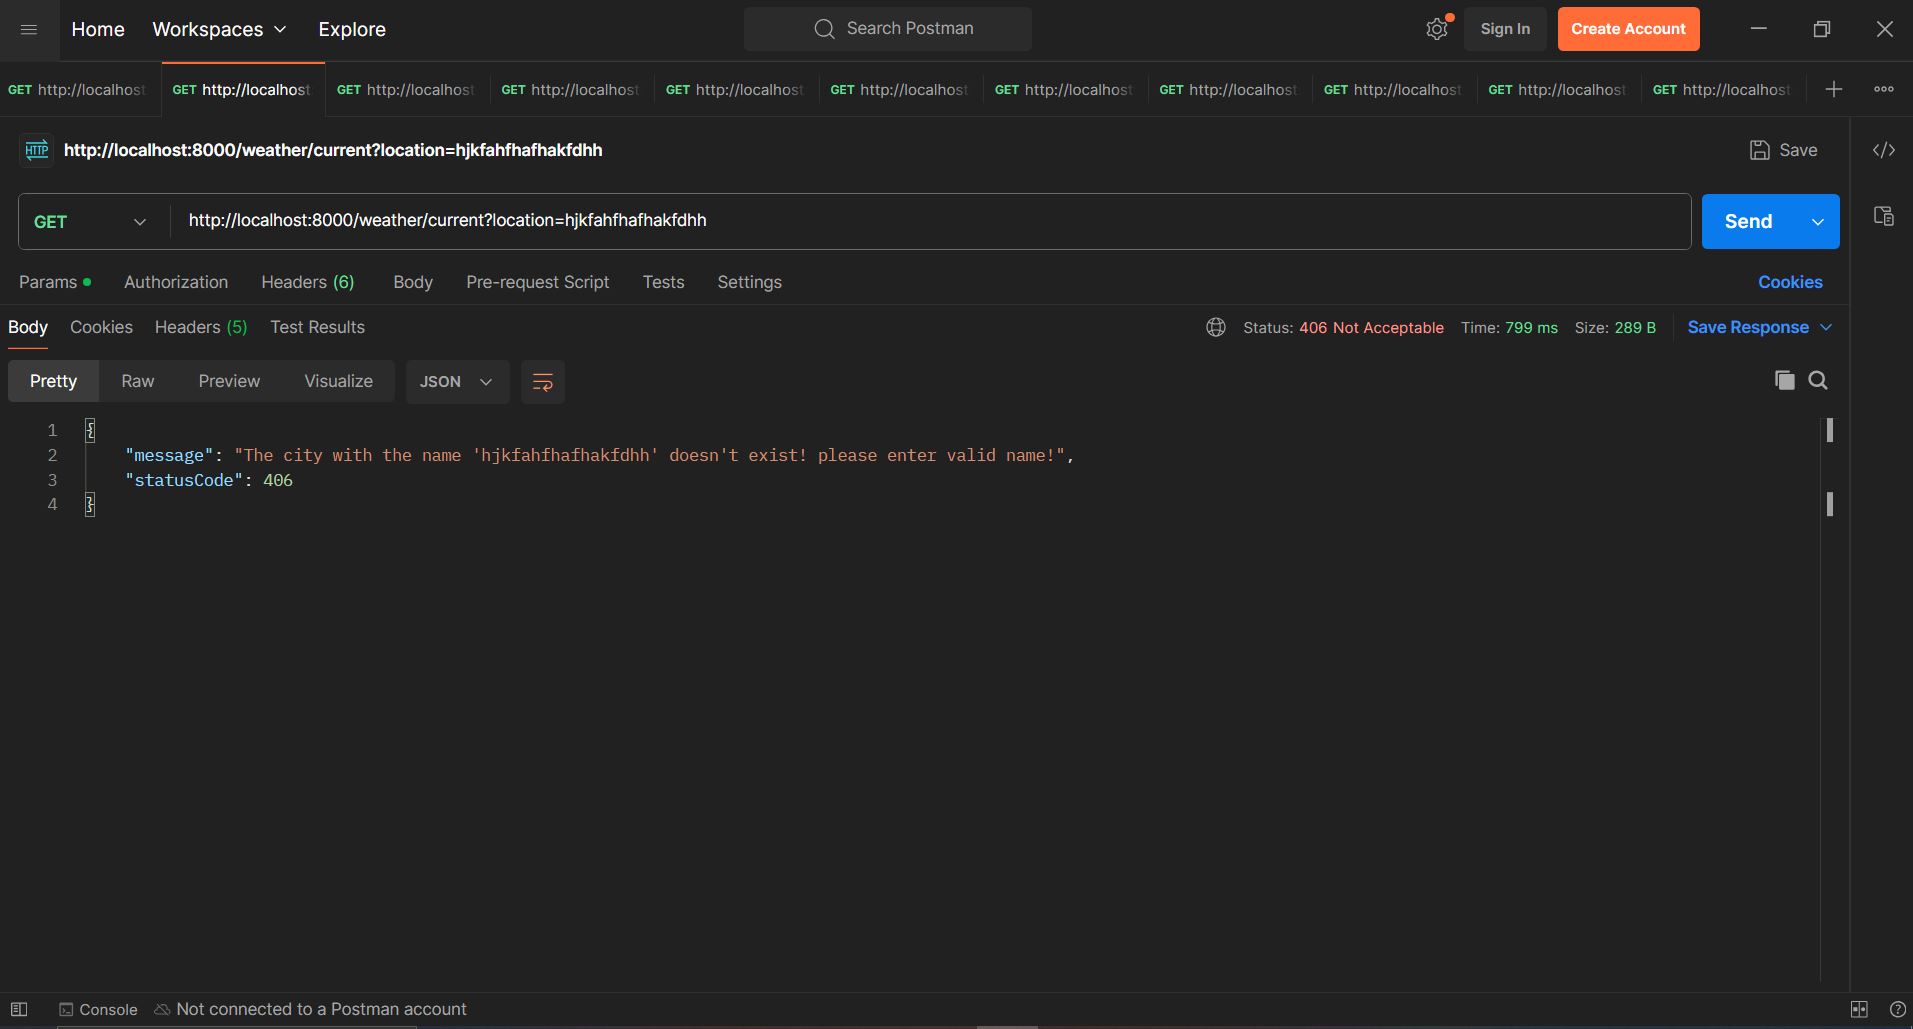 Home Workspaces Explore Search Postman Sign In Create Account
GET http://localhost GET http://localhost GET http://localhost GET http://localhost GET http://localhost GET http://localhost GET http://localhost GET http://localhost GET http://localhost GET http://localhost GET http://localhost
HTTP http://localhost:8000/weather/current?location=hjkfahfhafhakfdhh Save
GET http://localhost:8000/weather/current?location=hjkfahfhafhakfdhh Send
Params Authorization Headers (6) Body Pre-request Script Tests Settings Cookies
Body Cookies Headers (5) Test Results Status: 406 Not Acceptable Time: 799 ms Size: 289 B Save Response
Pretty Raw Preview Visualize JSON
1 {
2 "message": "The city with the name 'hjkfahfhafhakfdhh' doesn't exist! please enter valid name!",
3 "statusCode": 406
4 }
Console Not connected to a Postman account